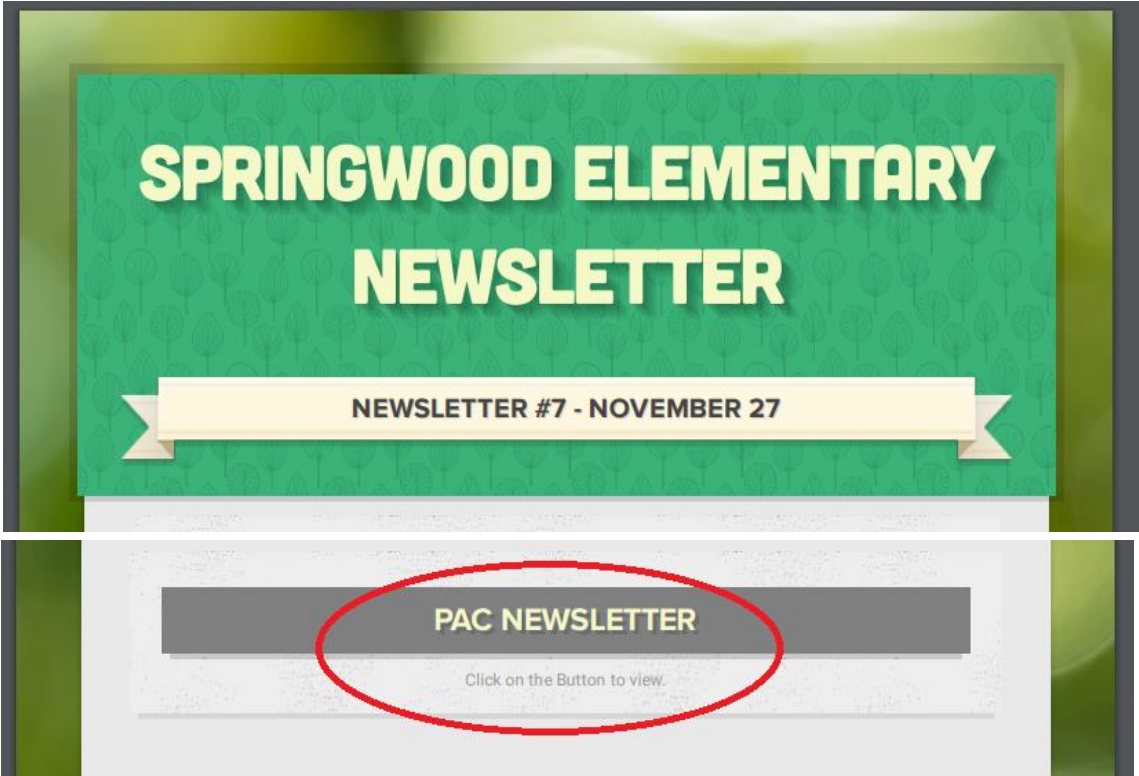 SPRINGWOOD ELEMENTARY
NEWSLETTER
NEWSLETTER #7 - NOVEMBER 27
PAC NEWSLETTER
Click on the Button to view.